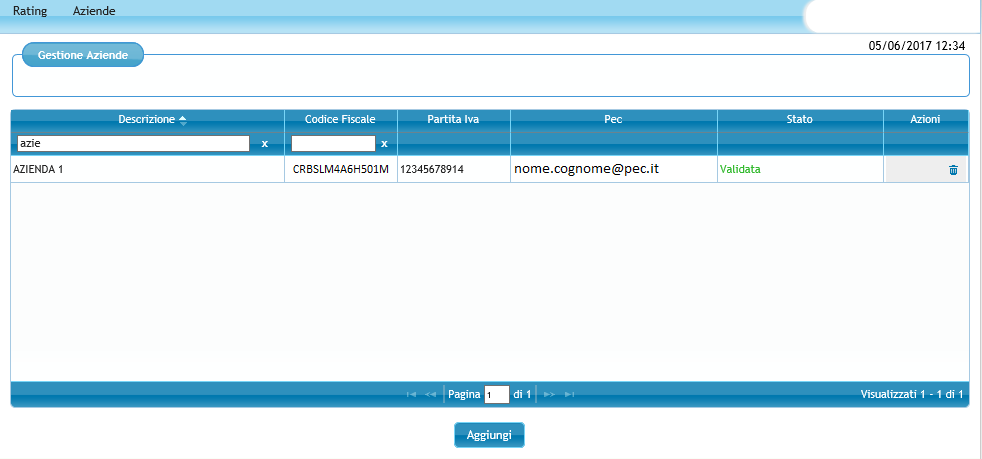 Rating Aziende
05/06/2017 12:34
Gestione Aziende
Descrizione Codice Fiscale Partita Iva Pec Stato Azioni
azie x x
AZIENDA 1 CRBSLM4A6H501M 12345678914 nome.cognome@pec.it Validata
Pagina 1 di 1 Visualizzati 1 - 1 di 1
Aggiungi